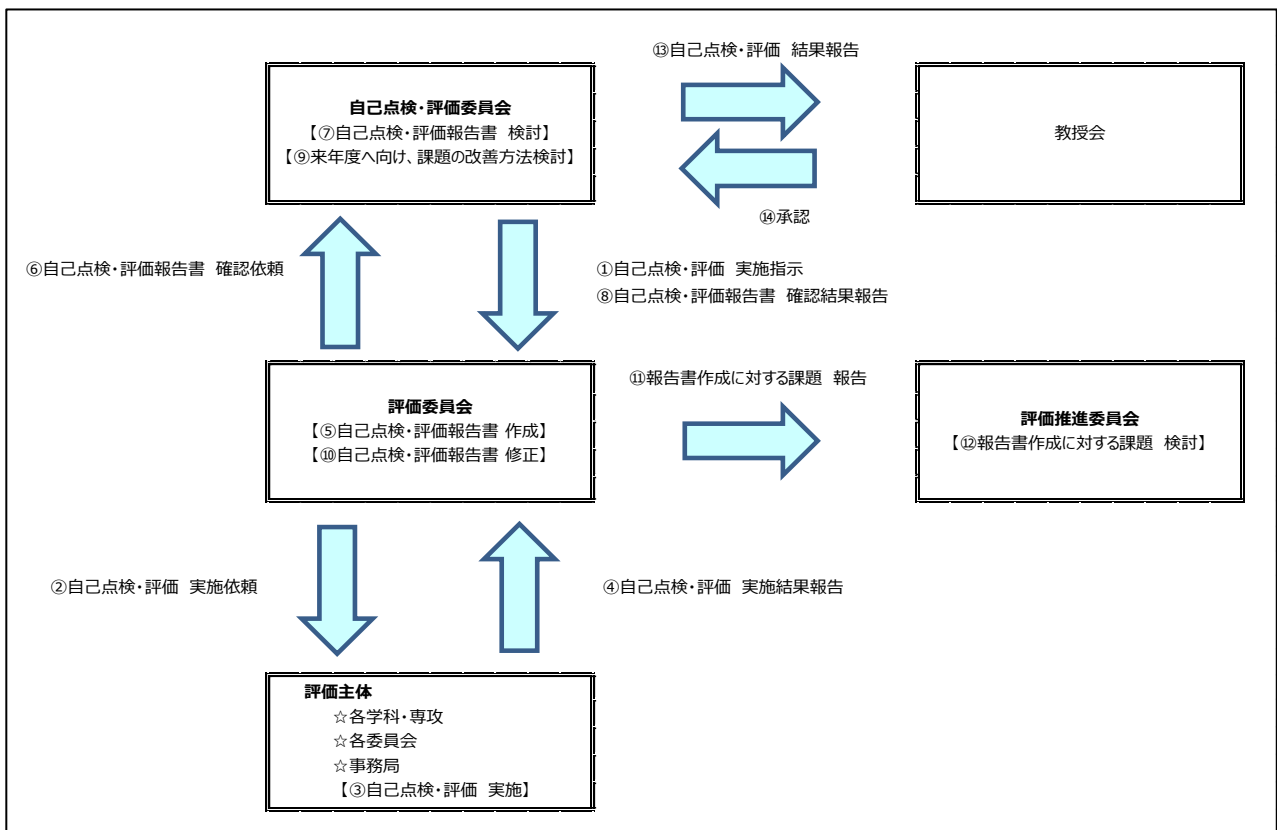 ⑬自己点検・評価 結果報告
自己点検・評価委員会
【⑦自己点検・評価報告書 検討】
【⑨来年度へ向け、課題の改善方法検討】
教授会
⑭承認
⑥自己点検・評価報告書 確認依頼
①自己点検・評価 実施指示
⑧自己点検・評価報告書 確認結果報告
⑪報告書作成に対する課題 報告
評価委員会
【⑤自己点検・評価報告書 作成】
【⑩自己点検・評価報告書 修正】
評価推進委員会
【⑫報告書作成に対する課題 検討】
②自己点検・評価 実施依頼
④自己点検・評価 実施結果報告
評価主体
☆各学科・専攻
☆各委員会
☆事務局
【③自己点検・評価 実施】